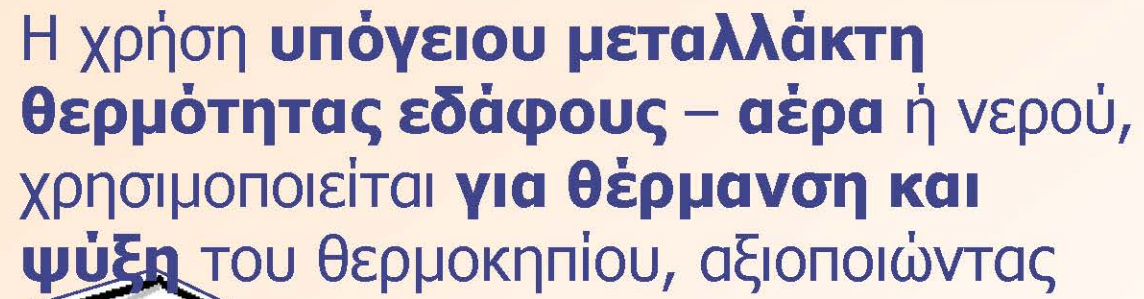 Η χρήση υπόγειου μεταλλάκτη
θερμότητας εδάφους – αέρα ή νερού,
χρησιμοποιείται για θέρμανση και
ψύξη του θερμοκηπίου, αξιοποιώντας